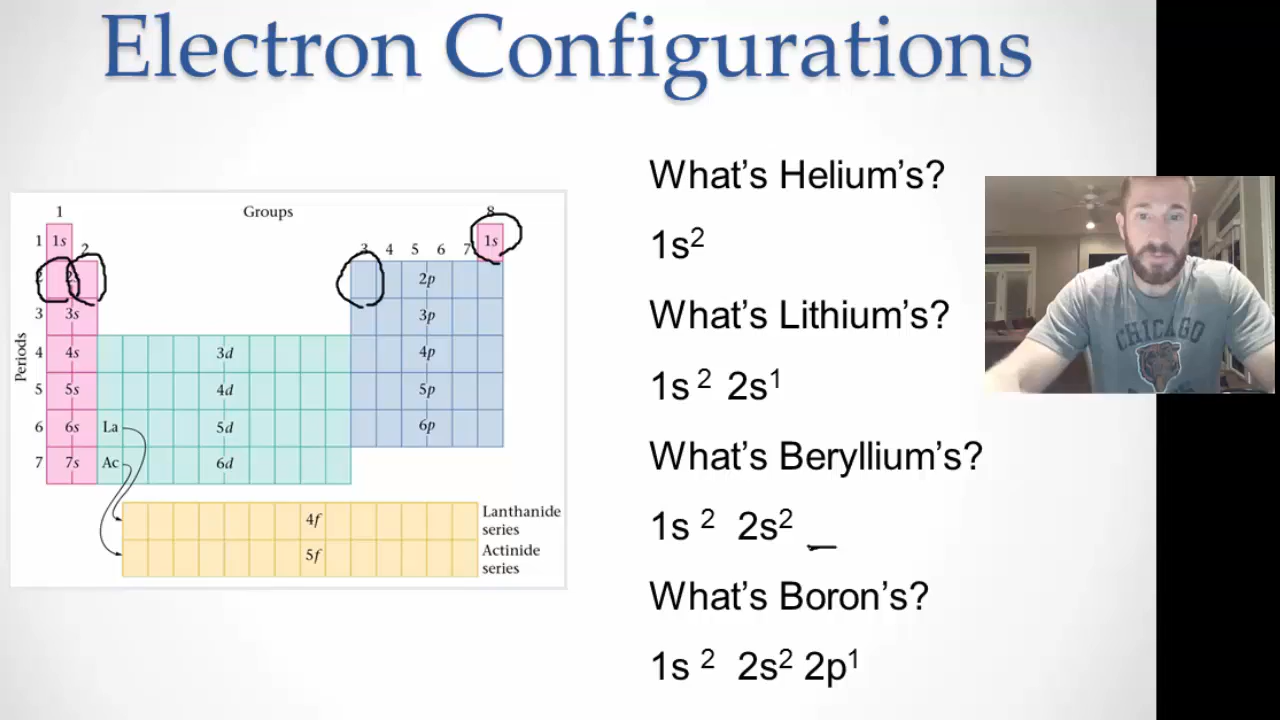 Electron Configurations
What's Helium's?
1s²
What's Lithium's?
1s ² 2s¹
What's Beryllium's?
1s ² 2s²
What's Boron's?
1s ² 2s² 2p¹
Groups
1
8
2
3 4 5 6 7
Periods
1 1s 1s
2 2p
3 3s 3p
4 4s 3d 4p
5 5s 4d 5p
6 6s La 5d 6p
7 7s Ac 6d
4f Lanthanide series
5f Actinide series
CHICAGO